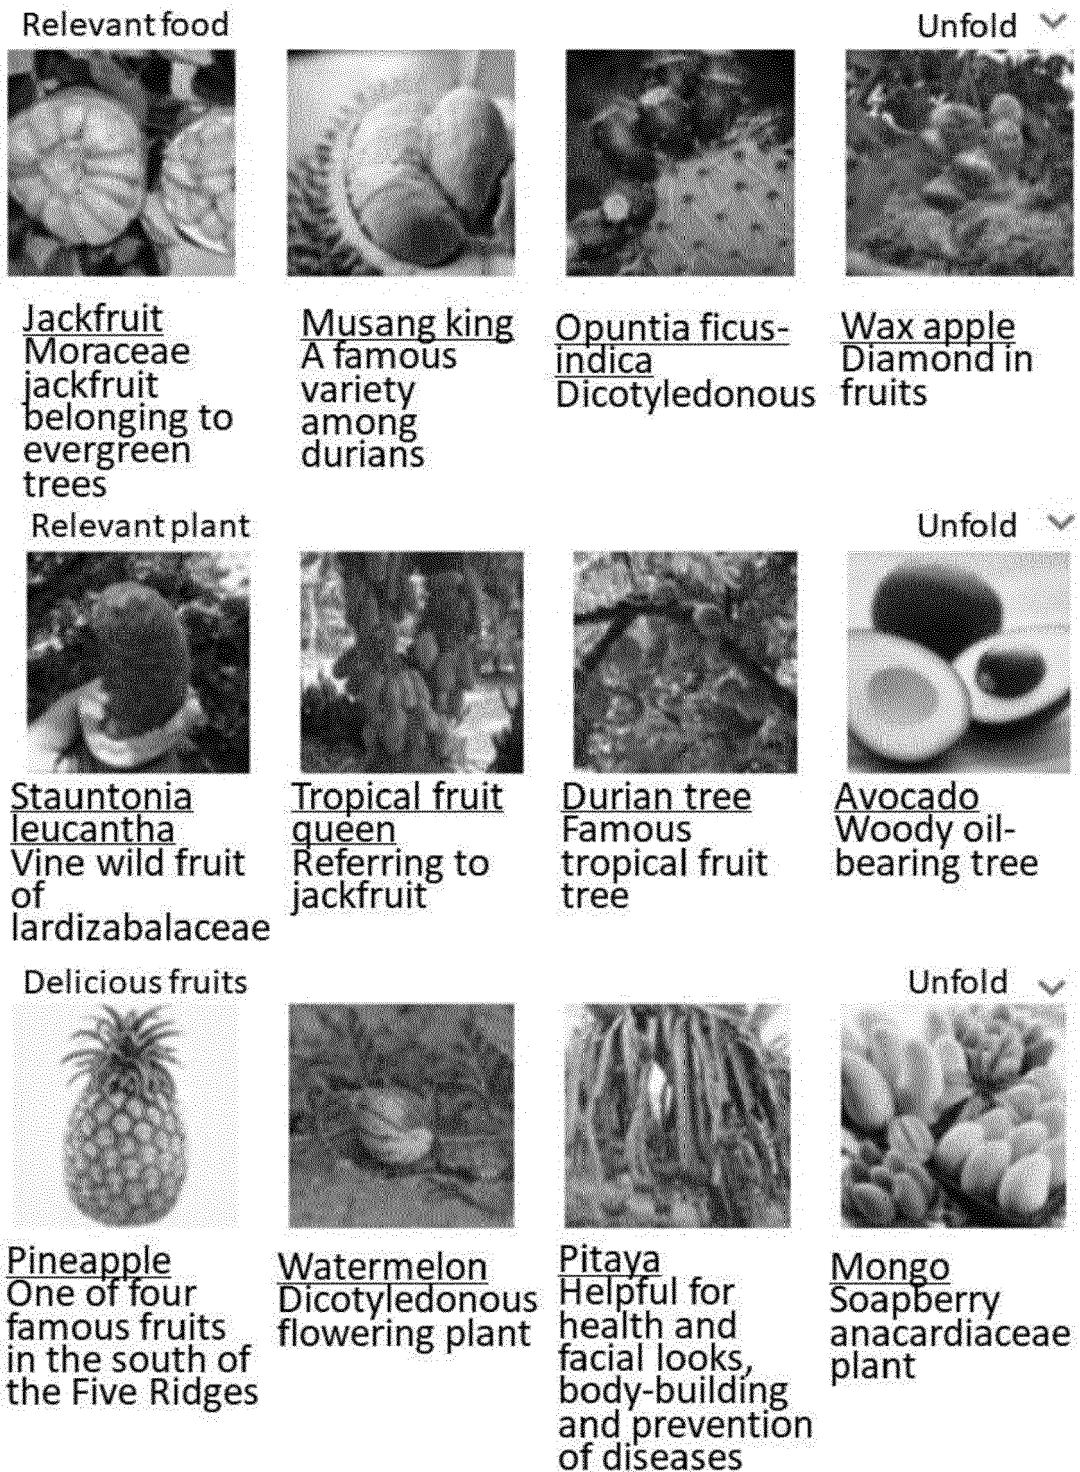 Relevant food
Unfold
Jackfruit
Moraceae
jackfruit
belonging to
evergreen
trees
Musang king
A famous
variety
among
durians
Opuntia ficus-
indica
Dicotyledonous
Wax apple
Diamond in
fruits
Relevant plant
Unfold
Stauntonia
leucantha
Vine wild fruit
of
lardizabalaceae
Tropical fruit
queen
Referring to
jackfruit
Durian tree
Famous
tropical fruit
tree
Avocado
Woody oil-
bearing tree
Delicious fruits
Unfold
Pineapple
One of four
famous fruits
in the south of
the Five Ridges
Watermelon
Dicotyledonous
flowering plant
Pitaya
Helpful for
health and
facial looks,
body-building
and prevention
of diseases
Mongo
Soapberry
anacardiaceae
plant